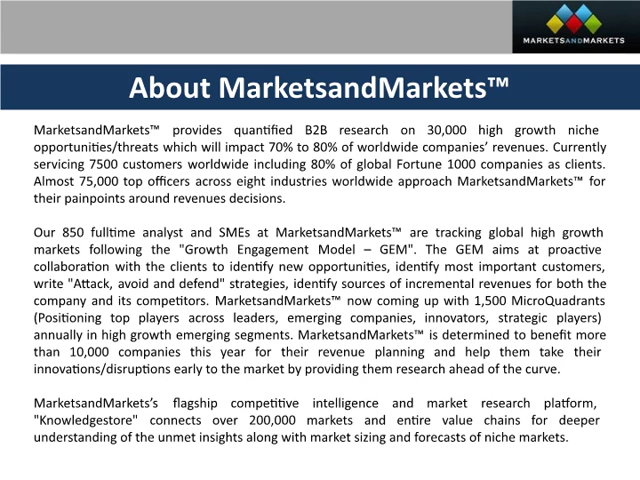 MARKETSANDMARKETS
About MarketsandMarkets™
MarketsandMarkets™ provides quantified B2B research on 30,000 high growth niche
opportunities/threats which will impact 70% to 80% of worldwide companies’ revenues. Currently
servicing 7500 customers worldwide including 80% of global Fortune 1000 companies as clients.
Almost 75,000 top officers across eight industries worldwide approach MarketsandMarkets™ for
their painpoints around revenues decisions.
Our 850 fulltime analyst and SMEs at MarketsandMarkets™ are tracking global high growth
markets following the "Growth Engagement Model – GEM". The GEM aims at proactive
collaboration with the clients to identify new opportunities, identify most important customers,
write "Attack, avoid and defend" strategies, identify sources of incremental revenues for both the
company and its competitors. MarketsandMarkets™ now coming up with 1,500 MicroQuadrants
(Positioning top players across leaders, emerging companies, innovators, strategic players)
annually in high growth emerging segments. MarketsandMarkets™ is determined to benefit more
than 10,000 companies this year for their revenue planning and help them take their
innovations/disruptions early to the market by providing them research ahead of the curve.
MarketsandMarkets’s flagship competitive intelligence and market research platform,
"Knowledgestore" connects over 200,000 markets and entire value chains for deeper
understanding of the unmet insights along with market sizing and forecasts of niche markets.